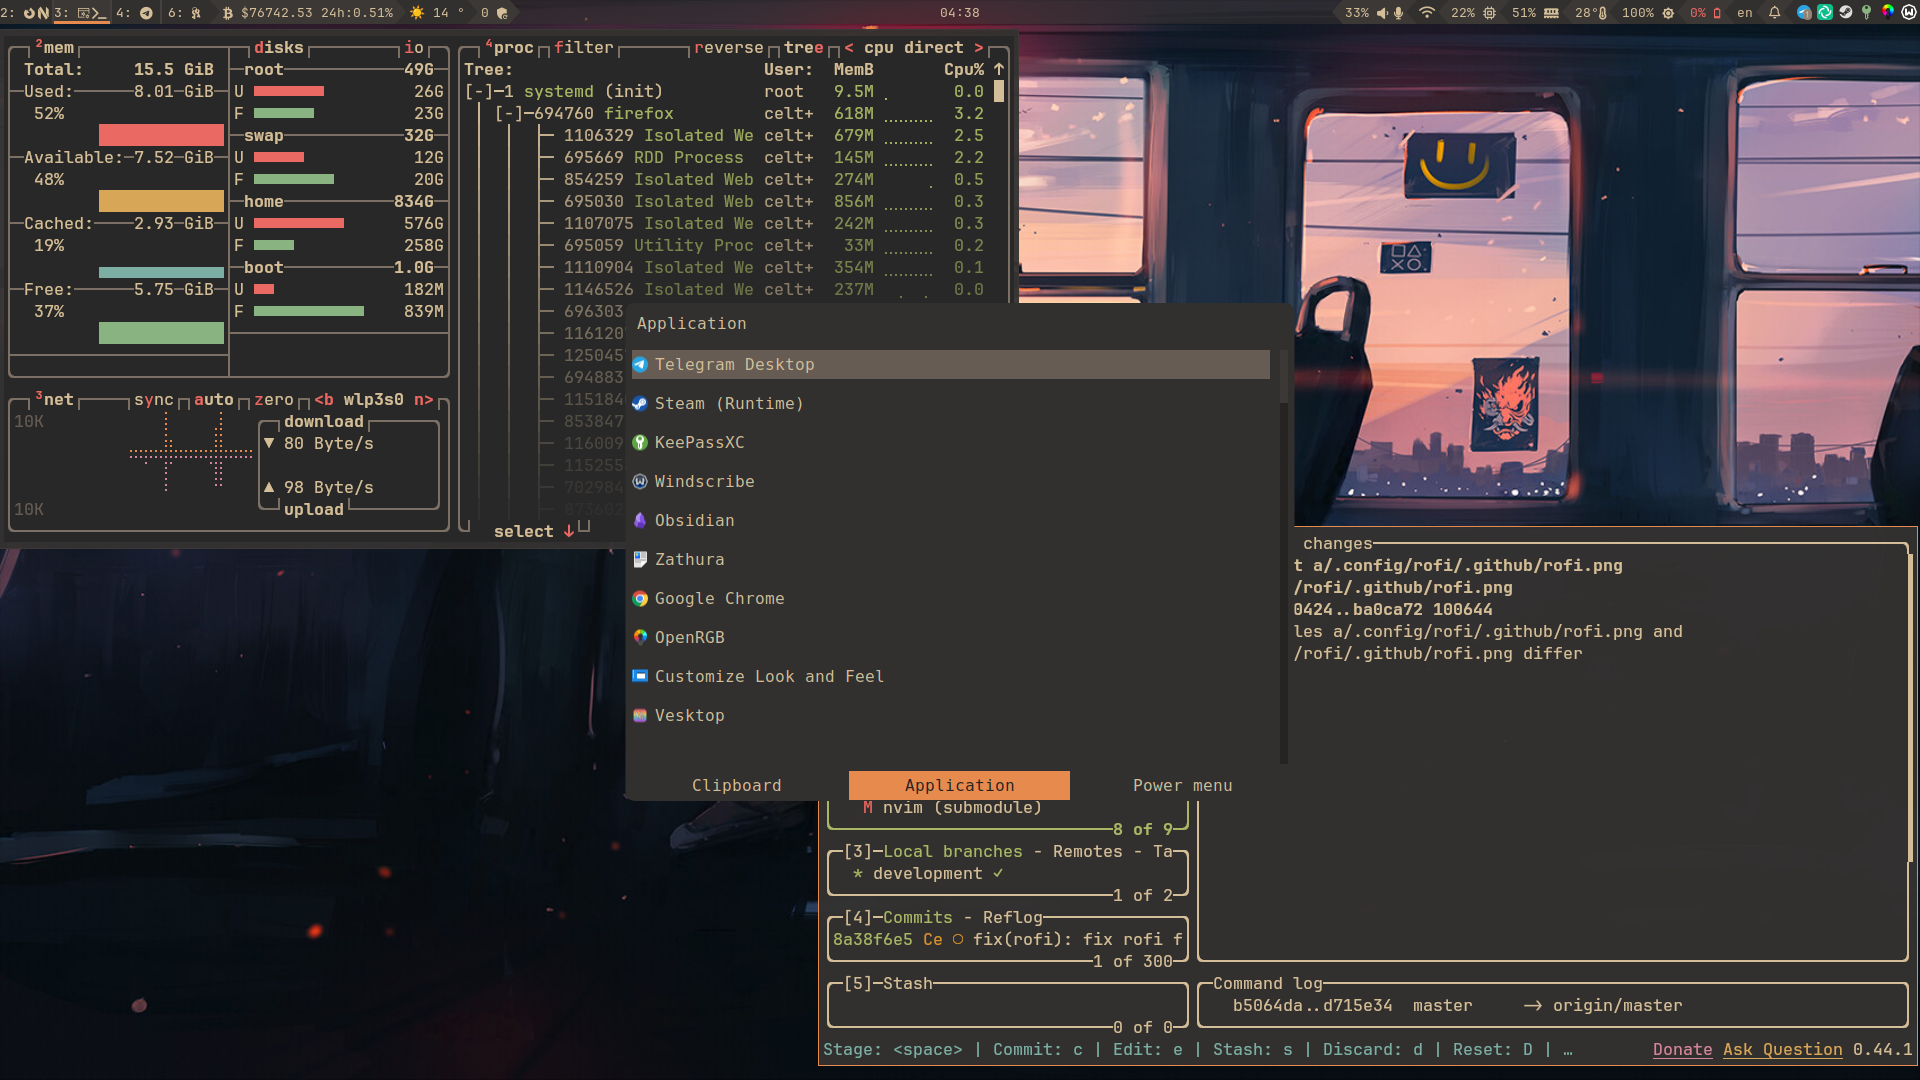 2: 3: 4: 6: $76742.53 24h:0.51% 14 ° 0
04:38
33% 22% 51% 28° 100% 0% en
2mem
Total: 15.5 GiB
Used: 8.01 GiB
52%
Available: 7.52 GiB
48%
Cached: 2.93 GiB
19%
Free: 5.75 GiB
37%
disks io
root 49G
U 26G
F 23G
swap 32G
U 12G
F 20G
home 834G
U 576G
F 258G
boot 1.0G
U 182M
F 839M
3net sync auto zero <b wlp3s0 n>
10K
download
▼ 80 Byte/s
▲ 98 Byte/s
upload
10K
4proc filter reverse tree < cpu direct >
Tree: User: MemB Cpu% ↑
[-]─1 systemd (init) root 9.5M 0.0
[-]─694760 firefox celt+ 618M 3.2
1106329 Isolated We celt+ 679M 2.5
695669 RDD Process celt+ 145M 2.2
854259 Isolated Web celt+ 274M 0.5
695030 Isolated Web celt+ 856M 0.3
1107075 Isolated We celt+ 242M 0.3
695059 Utility Proc celt+ 33M 0.2
1110904 Isolated We celt+ 354M 0.1
1146526 Isolated We celt+ 237M 0.0
696303
116120
125045
694883
115184
853847
116009
115255
702984
select ↓
Application
Telegram Desktop
Steam (Runtime)
KeePassXC
Windscribe
Obsidian
Zathura
Google Chrome
OpenRGB
Customize Look and Feel
Vesktop
Clipboard Application Power menu
changes
t a/.config/rofi/.github/rofi.png
/rofi/.github/rofi.png
0424..ba0ca72 100644
les a/.config/rofi/.github/rofi.png and
/rofi/.github/rofi.png differ
M nvim (submodule)
8 of 9
[3]─Local branches - Remotes - Ta
* development ✓
1 of 2
[4]─Commits - Reflog
8a38f6e5 Ce ○ fix(rofi): fix rofi f
1 of 300
[5]─Stash
0 of 0
Command log
b5064da..d715e34 master -> origin/master
Stage: <space> | Commit: c | Edit: e | Stash: s | Discard: d | Reset: D | …
Donate Ask Question 0.44.1